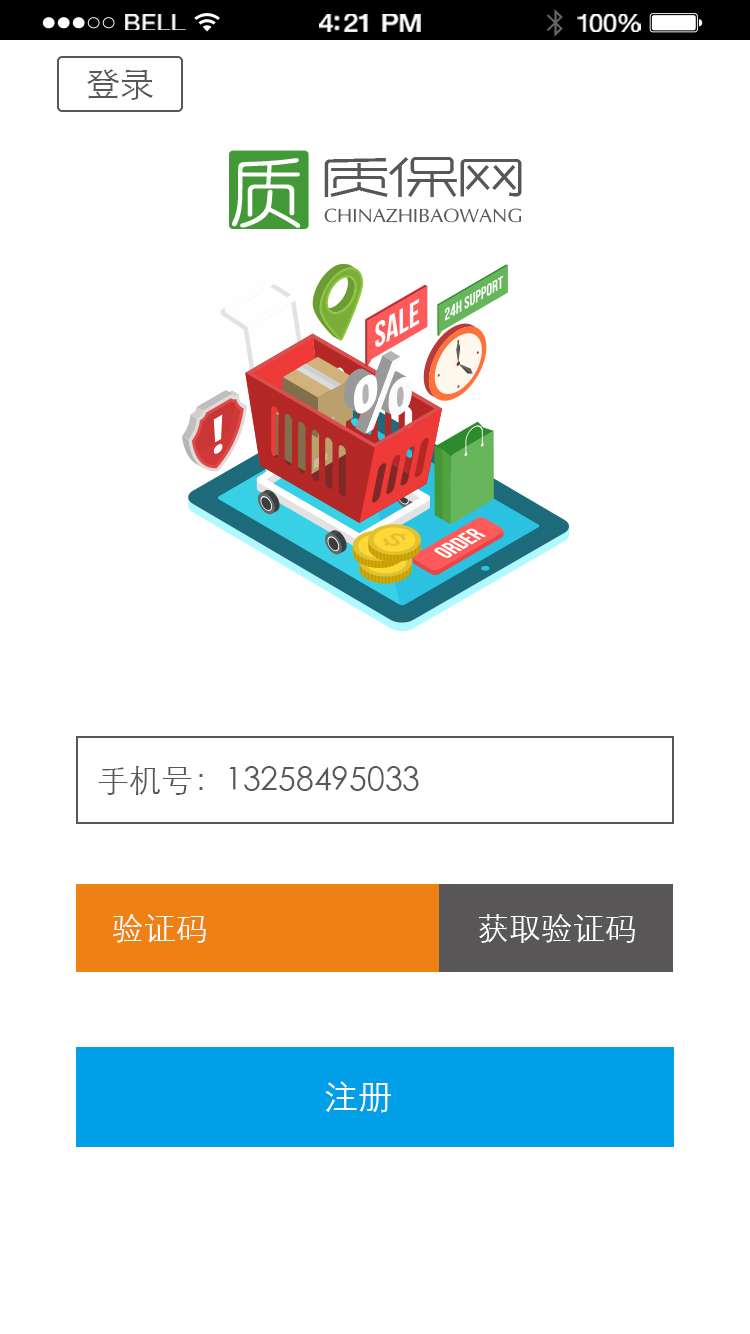 BELL 4:21 PM 100%
登录
质 质保网
CHINAZHIBAOWANG
SALE
24H SUPPORT
%
!
$
ORDER
手机号：13258495033
验证码 获取验证码
注册